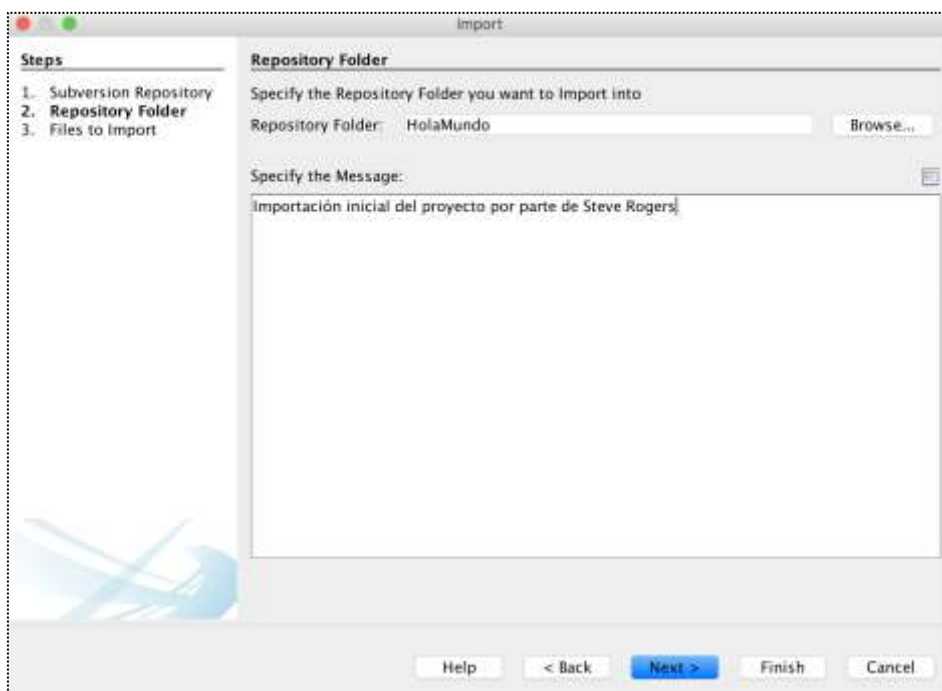 Import
Steps
1. Subversion Repository
2. Repository Folder
3. Files to Import
Repository Folder
Specify the Repository Folder you want to Import into
Repository Folder: HolaMundo Browse...
Specify the Message:
Importación inicial del proyecto por parte de Steve Rogers
Help < Back Next > Finish Cancel